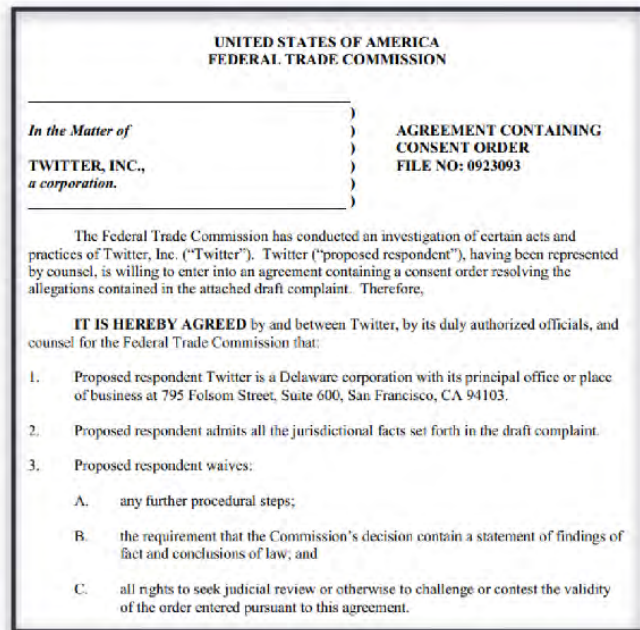 UNITED STATES OF AMERICA
FEDERAL TRADE COMMISSION
)
In the Matter of ) AGREEMENT CONTAINING
) CONSENT ORDER
TWITTER, INC., ) FILE NO: 0923093
a corporation. )
)
The Federal Trade Commission has conducted an investigation of certain acts and
practices of Twitter, Inc. (“Twitter”). Twitter (“proposed respondent”), having been represented
by counsel, is willing to enter into an agreement containing a consent order resolving the
allegations contained in the attached draft complaint. Therefore,
IT IS HEREBY AGREED by and between Twitter, by its duly authorized officials, and
counsel for the Federal Trade Commission that:
1. Proposed respondent Twitter is a Delaware corporation with its principal office or place
of business at 795 Folsom Street, Suite 600, San Francisco, CA 94103.
2. Proposed respondent admits all the jurisdictional facts set forth in the draft complaint.
3. Proposed respondent waives:
A. any further procedural steps;
B. the requirement that the Commission’s decision contain a statement of findings of
fact and conclusions of law; and
C. all rights to seek judicial review or otherwise to challenge or contest the validity
of the order entered pursuant to this agreement.